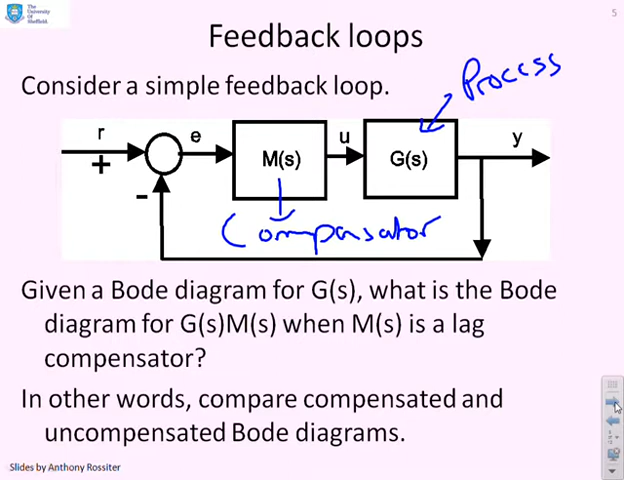 The
University
Of
Sheffield.
5
Feedback loops
Consider a simple feedback loop.
Process
r
e
u
y
+
M(s)
G(s)
-
Compensator
Given a Bode diagram for G(s), what is the Bode
diagram for G(s)M(s) when M(s) is a lag
compensator?
In other words, compare compensated and
uncompensated Bode diagrams.
Slides by Anthony Rossiter